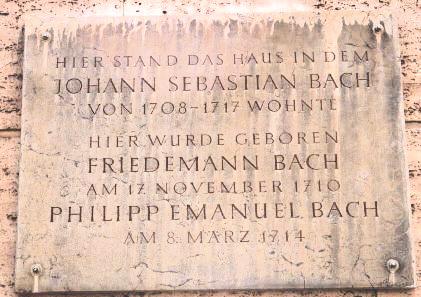 HIER STAND DAS HAUS IN DEM
JOHANN SEBASTIAN BACH
VON 1708-1717 WOHNTE
HIER WURDE GEBOREN
FRIEDEMANN BACH
AM 17. NOVEMBER 1710
PHILIPP EMANUEL BACH
AM 8. MÄRZ 1714